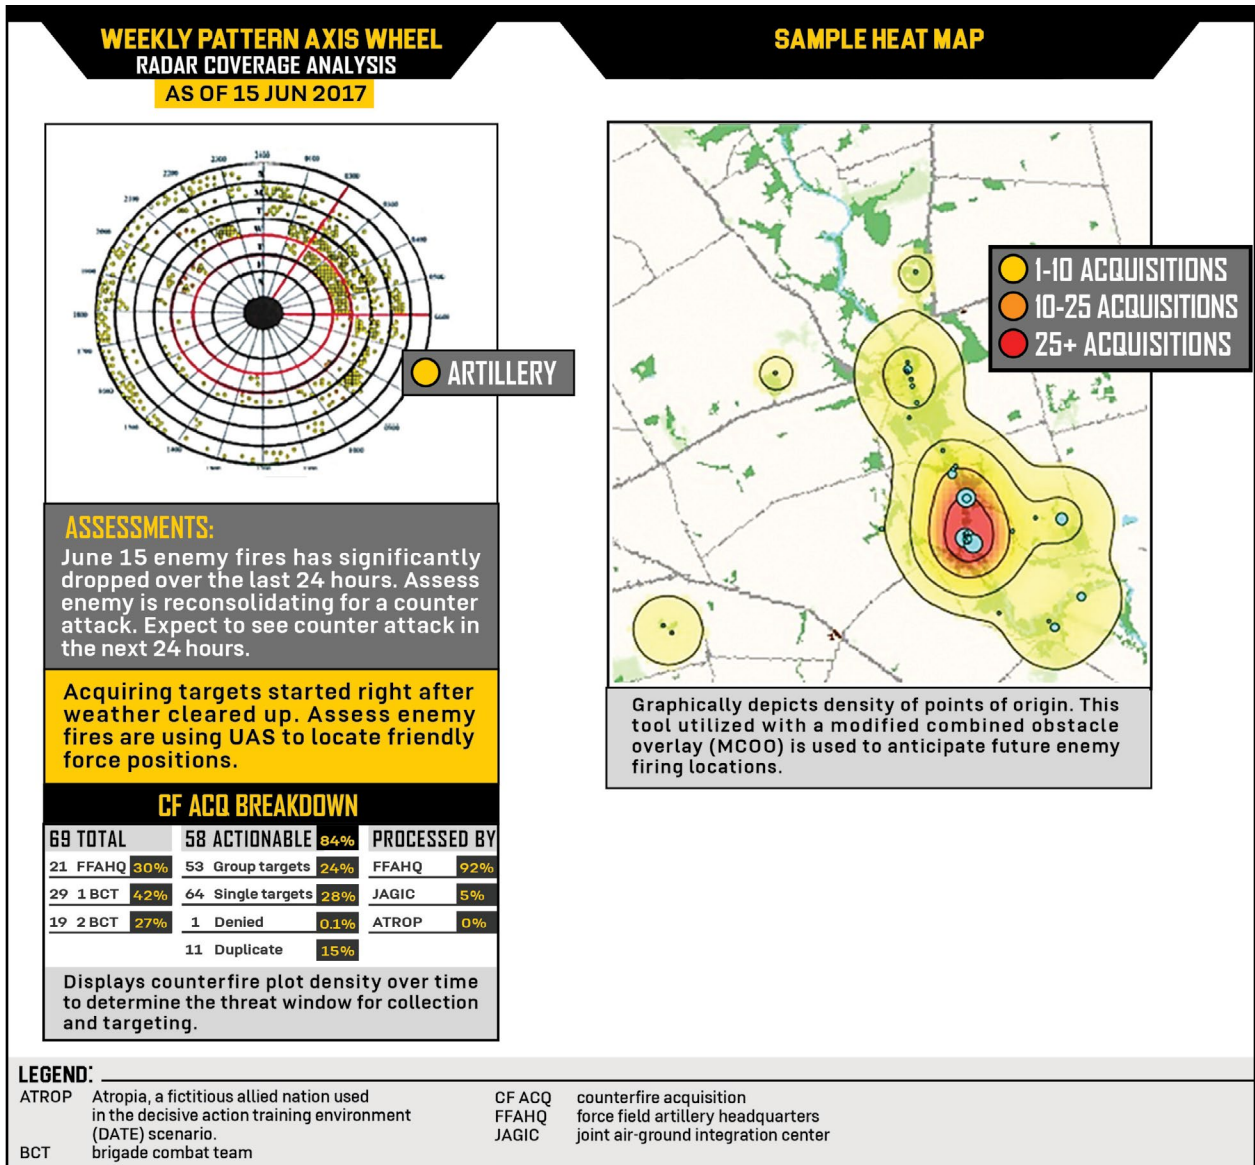 WEEKLY PATTERN AXIS WHEEL
RADAR COVERAGE ANALYSIS
AS OF 15 JUN 2017
2200
2300
2400
0100
ARTILLERY
ASSESSMENTS:
June 15 enemy fires has significantly
dropped over the last 24 hours. Assess
enemy is reconsolidating for a counter
attack. Expect to see counter attack in
the next 24 hours.
Acquiring targets started right after
weather cleared up. Assess enemy
fires are using UAS to locate friendly
force positions.
CF ACQ BREAKDOWN
69 TOTAL 58 ACTIONABLE 84% PROCESSED BY
21 FFAHQ 30% 53 Group targets 24% FFAHQ 92%
29 1 BCT 42% 64 Single targets 28% JAGIC 5%
19 2 BCT 27% 1 Denied 0.1% ATROP 0%
11 Duplicate 15%
Displays counterfire plot density over time
to determine the threat window for collection
and targeting.
SAMPLE HEAT MAP
1-10 ACQUISITIONS
10-25 ACQUISITIONS
25+ ACQUISITIONS
Graphically depicts density of points of origin. This
tool utilized with a modified combined obstacle
overlay (MCOO) is used to anticipate future enemy
firing locations.
LEGEND:
ATROP Atropia, a fictitious allied nation used
in the decisive action training environment
(DATE) scenario.
BCT brigade combat team
CF ACQ counterfire acquisition
FFAHQ force field artillery headquarters
JAGIC joint air-ground integration center